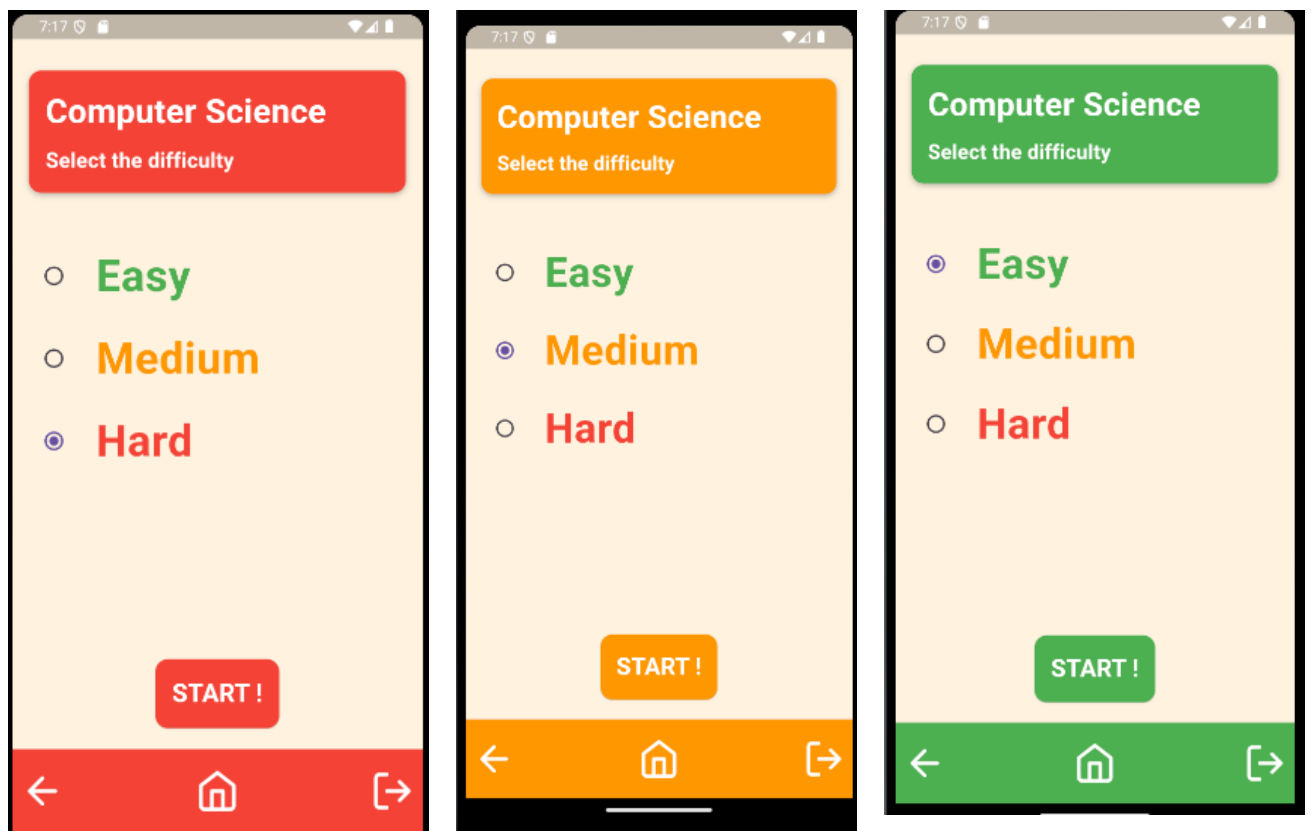 7:17
Computer Science
Select the difficulty
Easy
Medium
Hard
START !
7:17
Computer Science
Select the difficulty
Easy
Medium
Hard
START !
7:17
Computer Science
Select the difficulty
Easy
Medium
Hard
START !